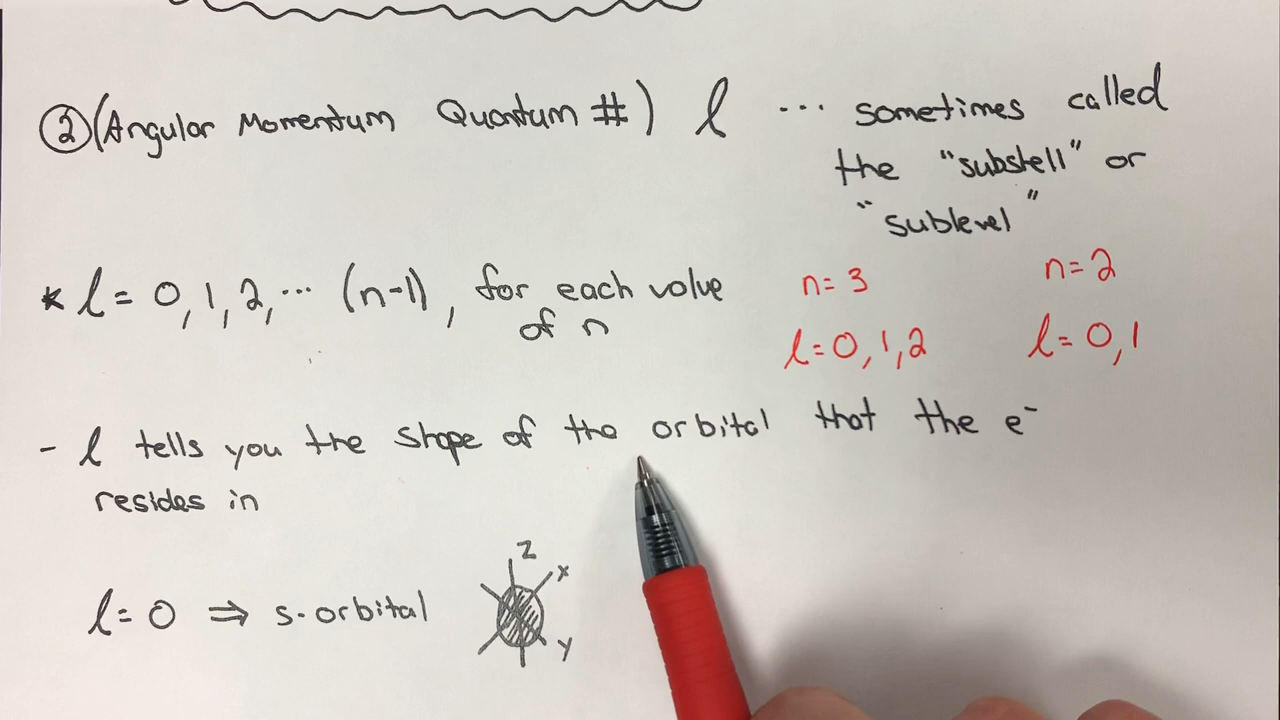 ② (Angular Momentum Quantum #) l ... sometimes called
the "substell" or
"sublevel"
* l = 0, 1, 2, ... (n-1), for each value
of n
n = 3
l = 0, 1, 2
n = 2
l = 0, 1
- l tells you the shape of the orbital that the e⁻
resides in
l = 0 ⇒ s-orbital
z
x
y